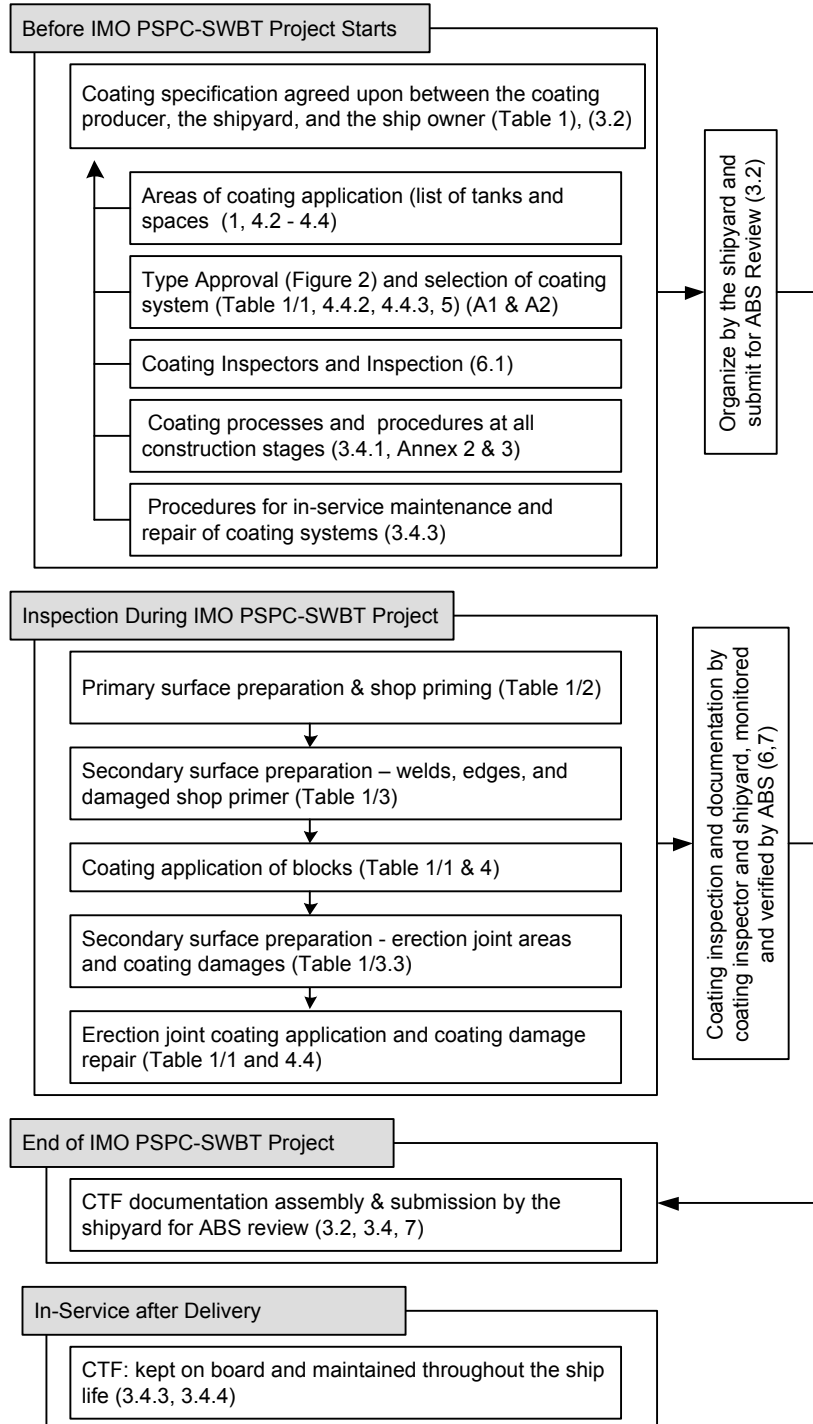 Before IMO PSPC-SWBT Project Starts
Coating specification agreed upon between the coating
producer, the shipyard, and the ship owner (Table 1), (3.2)
Areas of coating application (list of tanks and
spaces (1, 4.2 - 4.4)
Type Approval (Figure 2) and selection of coating
system (Table 1/1, 4.4.2, 4.4.3, 5) (A1 & A2)
Coating Inspectors and Inspection (6.1)
Coating processes and procedures at all
construction stages (3.4.1, Annex 2 & 3)
Procedures for in-service maintenance and
repair of coating systems (3.4.3)
Organize by the shipyard and
submit for ABS Review (3.2)
Inspection During IMO PSPC-SWBT Project
Primary surface preparation & shop priming (Table 1/2)
Secondary surface preparation – welds, edges, and
damaged shop primer (Table 1/3)
Coating application of blocks (Table 1/1 & 4)
Secondary surface preparation - erection joint areas
and coating damages (Table 1/3.3)
Erection joint coating application and coating damage
repair (Table 1/1 and 4.4)
Coating inspection and documentation by
coating inspector and shipyard, monitored
and verified by ABS (6,7)
End of IMO PSPC-SWBT Project
CTF documentation assembly & submission by the
shipyard for ABS review (3.2, 3.4, 7)
In-Service after Delivery
CTF: kept on board and maintained throughout the ship
life (3.4.3, 3.4.4)